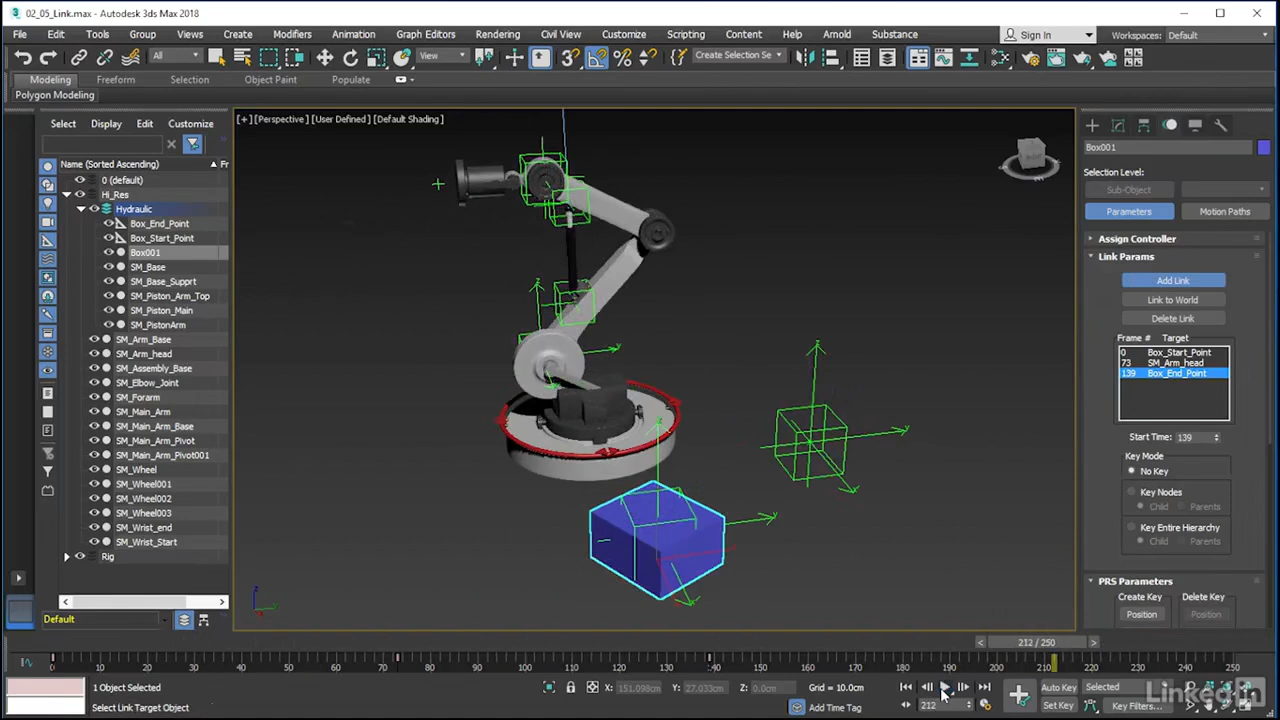 02_05_Link.max - Autodesk 3ds Max 2018
File Edit Tools Group Views Create Modifiers Animation Graph Editors Rendering Civil View Customize Scripting Content Help Arnold Substance
Sign In
Workspaces: Default
All
View
Create Selection Se
Modeling Freeform Selection Object Paint Populate
Polygon Modeling
Select Display Edit Customize
Name (Sorted Ascending)
Fr
0 (default)
Hi_Res
Hydraulic
Box_End_Point
Box_Start_Point
Box001
SM_Base
SM_Base_Supprt
SM_Piston_Arm_Top
SM_Piston_Main
SM_PistonArm
SM_Arm_Base
SM_Arm_head
SM_Assembly_Base
SM_Elbow_Joint
SM_Forarm
SM_Main_Arm
SM_Main_Arm_Base
SM_Main_Arm_Pivot
SM_Main_Arm_Pivot001
SM_Wheel
SM_Wheel001
SM_Wheel002
SM_Wheel003
SM_Wrist_end
SM_Wrist_Start
Rig
Default
[+] [Perspective] [User Defined] [Default Shading]
Box001
Selection Level:
Sub-Object
Parameters Motion Paths
Assign Controller
Link Params
Add Link
Link to World
Delete Link
Frame # Target
0 Box_Start_Point
73 SM_Arm_head
139 Box_End_Point
Start Time: 139
Key Mode
No Key
Key Nodes
Child Parents
Key Entire Hierarchy
Child Parents
PRS Parameters
Create Key Delete Key
Position Position
212 / 250
0 10 20 30 40 50 60 70 80 90 100 110 120 130 140 150 160 170 180 190 200 210 220 230 240 250
1 Object Selected
X: 151.098cm Y: 27.033cm Z: 0.0cm Grid = 10.0cm
Auto Key Selected
Select Link Target Object
Add Time Tag
212
Set Key Key Filters...
Linked in